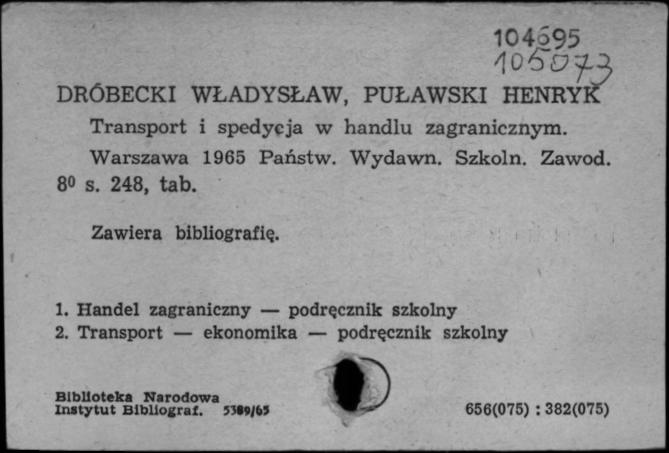 104695
105073
DRÓBECKI WŁADYSŁAW, PUŁAWSKI HENRYK
Transport i spedycja w handlu zagranicznym.
Warszawa 1965 Państw. Wydawn. Szkoln. Zawod.
8⁰ s. 248, tab.
Zawiera bibliografię.
1. Handel zagraniczny — podręcznik szkolny
2. Transport — ekonomika — podręcznik szkolny
Biblioteka Narodowa
Instytut Bibliograf. 5389/65
656(075) : 382(075)